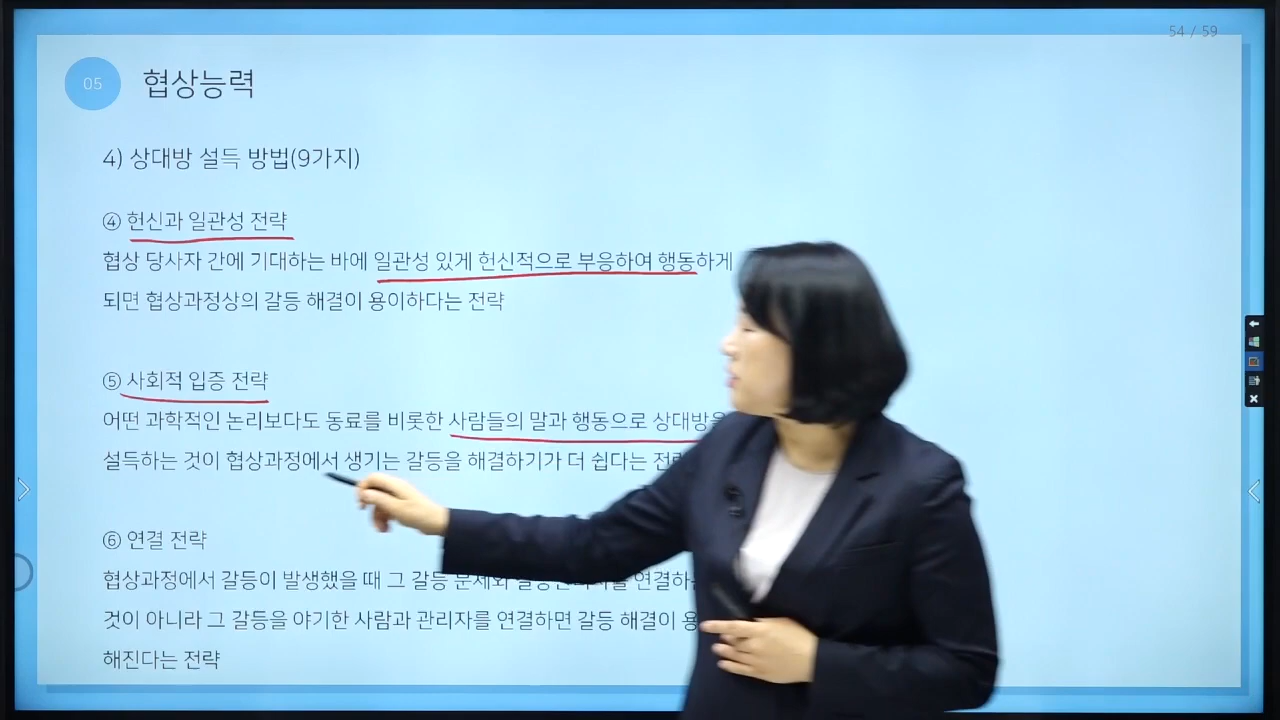 54 / 59
05 협상능력
4) 상대방 설득 방법(9가지)
④ 헌신과 일관성 전략
협상 당사자 간에 기대하는 바에 일관성 있게 헌신적으로 부응하여 행동하게
되면 협상과정상의 갈등 해결이 용이하다는 전략
⑤ 사회적 입증 전략
어떤 과학적인 논리보다도 동료를 비롯한 사람들의 말과 행동으로 상대방을
설득하는 것이 협상과정에서 생기는 갈등을 해결하기가 더 쉽다는 전략
⑥ 연결 전략
협상과정에서 갈등이 발생했을 때 그 갈등
것이 아니라 그 갈등을 야기한 사람과 관리자를 연결하면 갈등 해결이
해진다는 전략